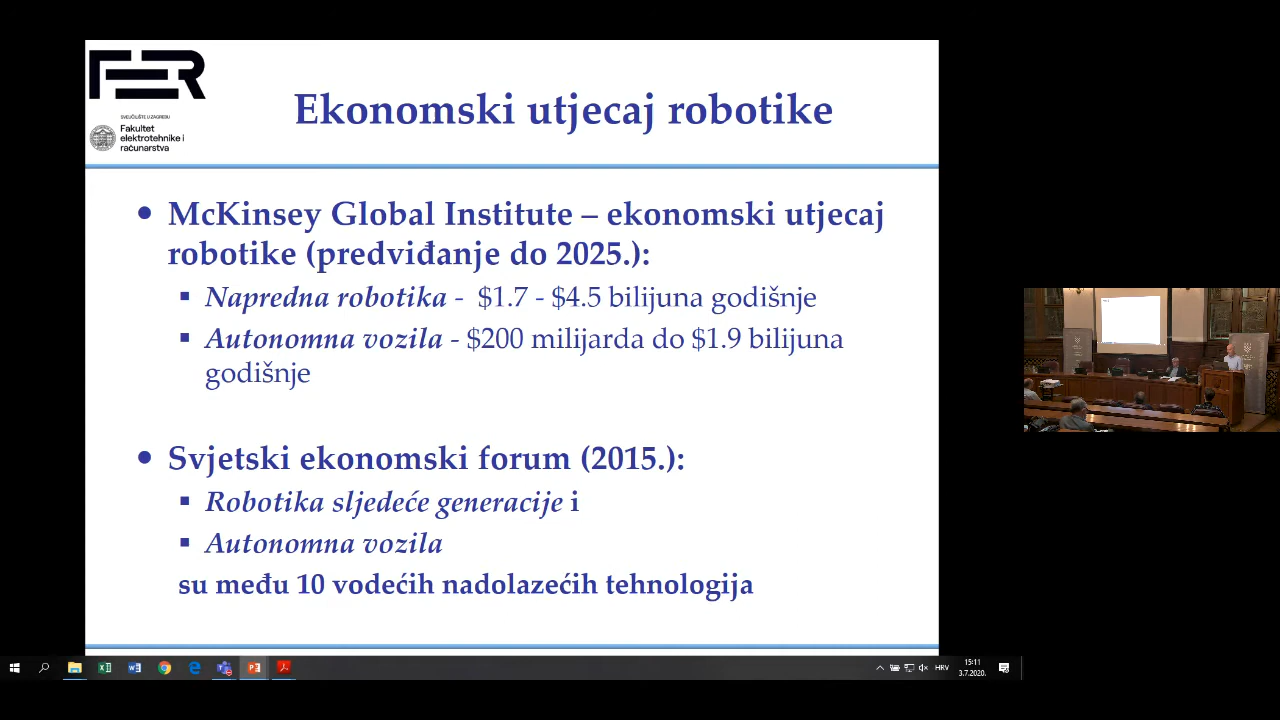 FER
SVEUČILIŠTE U ZAGREBU
Fakultet
elektrotehnike i
računarstva
Ekonomski utjecaj robotike
• McKinsey Global Institute – ekonomski utjecaj
robotike (predviđanje do 2025.):
▪ Napredna robotika - $1.7 - $4.5 bilijuna godišnje
▪ Autonomna vozila - $200 milijarda do $1.9 bilijuna
godišnje
• Svjetski ekonomski forum (2015.):
▪ Robotika sljedeće generacije i
▪ Autonomna vozila
su među 10 vodećih nadolazećih tehnologija
HRV
15:11
3.7.2020.